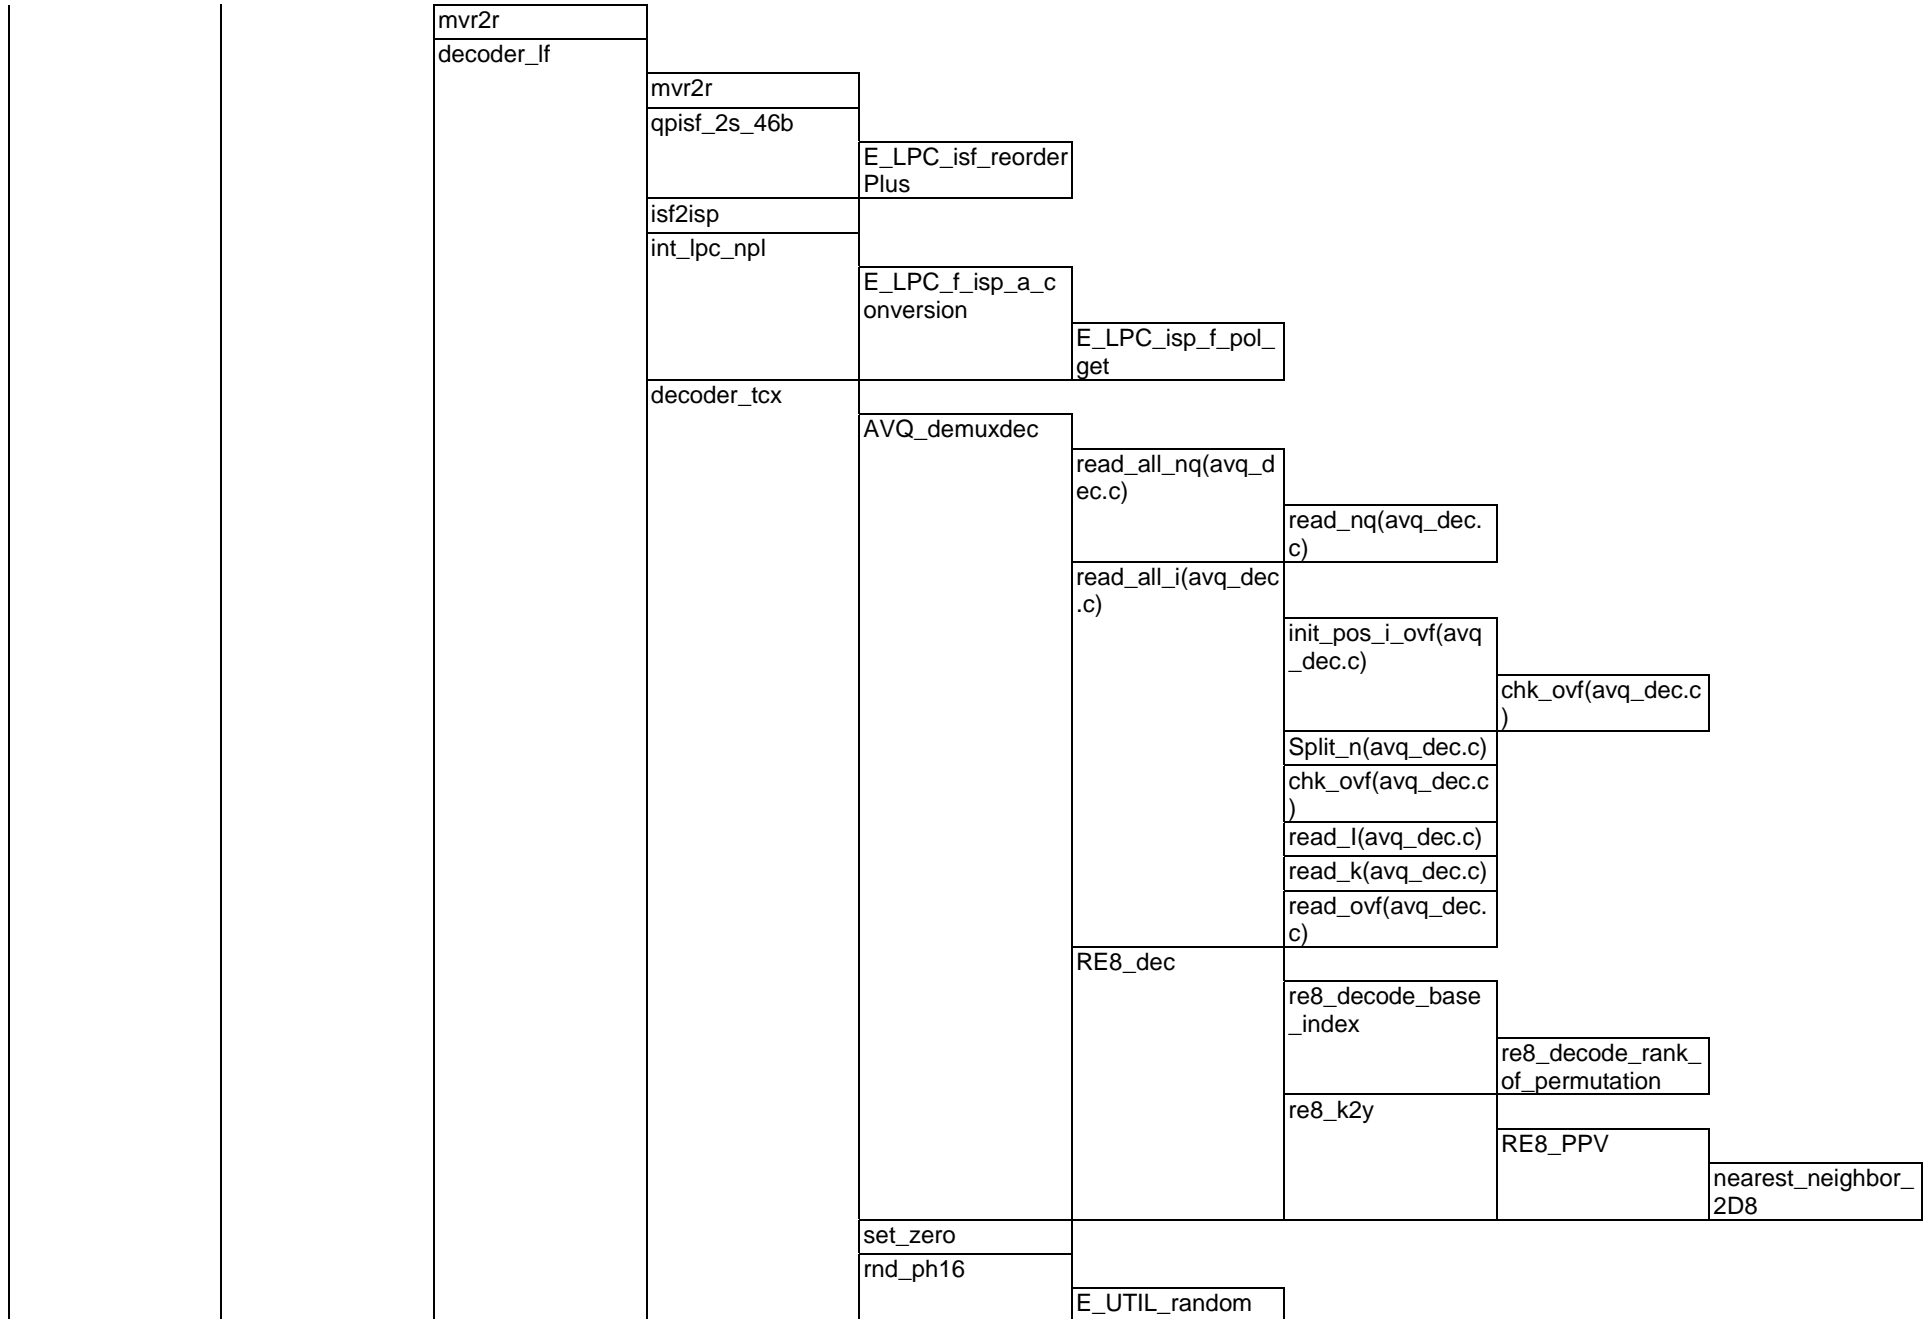 mvr2r
decoder_lf
mvr2r
qpisf_2s_46b
E_LPC_isf_reorder
Plus
isf2isp
int_lpc_npl
E_LPC_f_isp_a_c
onversion
E_LPC_isp_f_pol_
get
decoder_tcx
AVQ_demuxdec
read_all_nq(avq_d
ec.c)
read_nq(avq_dec.
c)
read_all_i(avq_dec
.c)
init_pos_i_ovf(avq
_dec.c)
chk_ovf(avq_dec.c
)
Split_n(avq_dec.c)
chk_ovf(avq_dec.c
)
read_I(avq_dec.c)
read_k(avq_dec.c)
read_ovf(avq_dec.
c)
RE8_dec
re8_decode_base
_index
re8_decode_rank_
of_permutation
re8_k2y
RE8_PPV
nearest_neighbor_
2D8
set_zero
rnd_ph16
E_UTIL_random